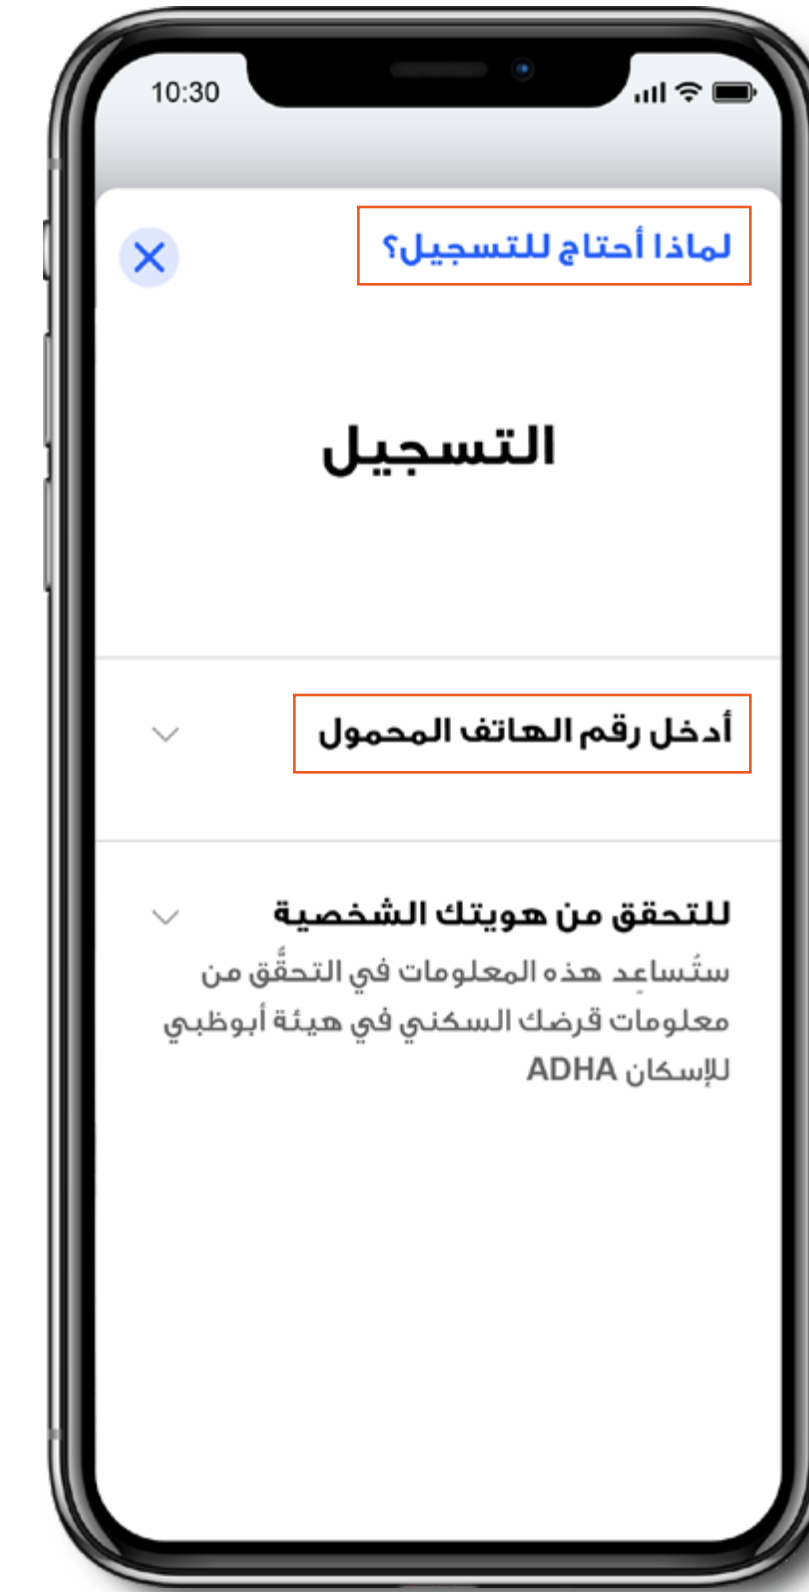 10:30
لماذا أحتاج للتسجيل؟
التسجيل
أدخل رقم الهاتف المحمول
للتحقق من هويتك الشخصية
ستُساعِد هذه المعلومات في التحقُّق من
معلومات قرضك السكني في هيئة أبوظبي
للإسكان ADHA